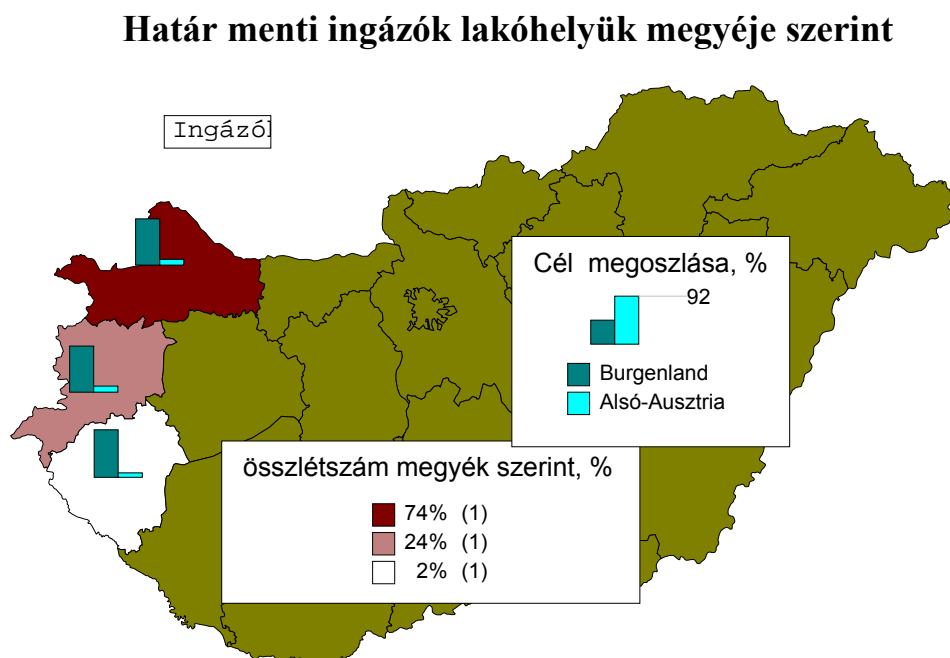 Határ menti ingázók lakóhelyük megyéje szerint
Ingázó
Cél megoszlása, %
92
Burgenland
Alsó-Ausztria
összlétszám megyék szerint, %
74% (1)
24% (1)
2% (1)